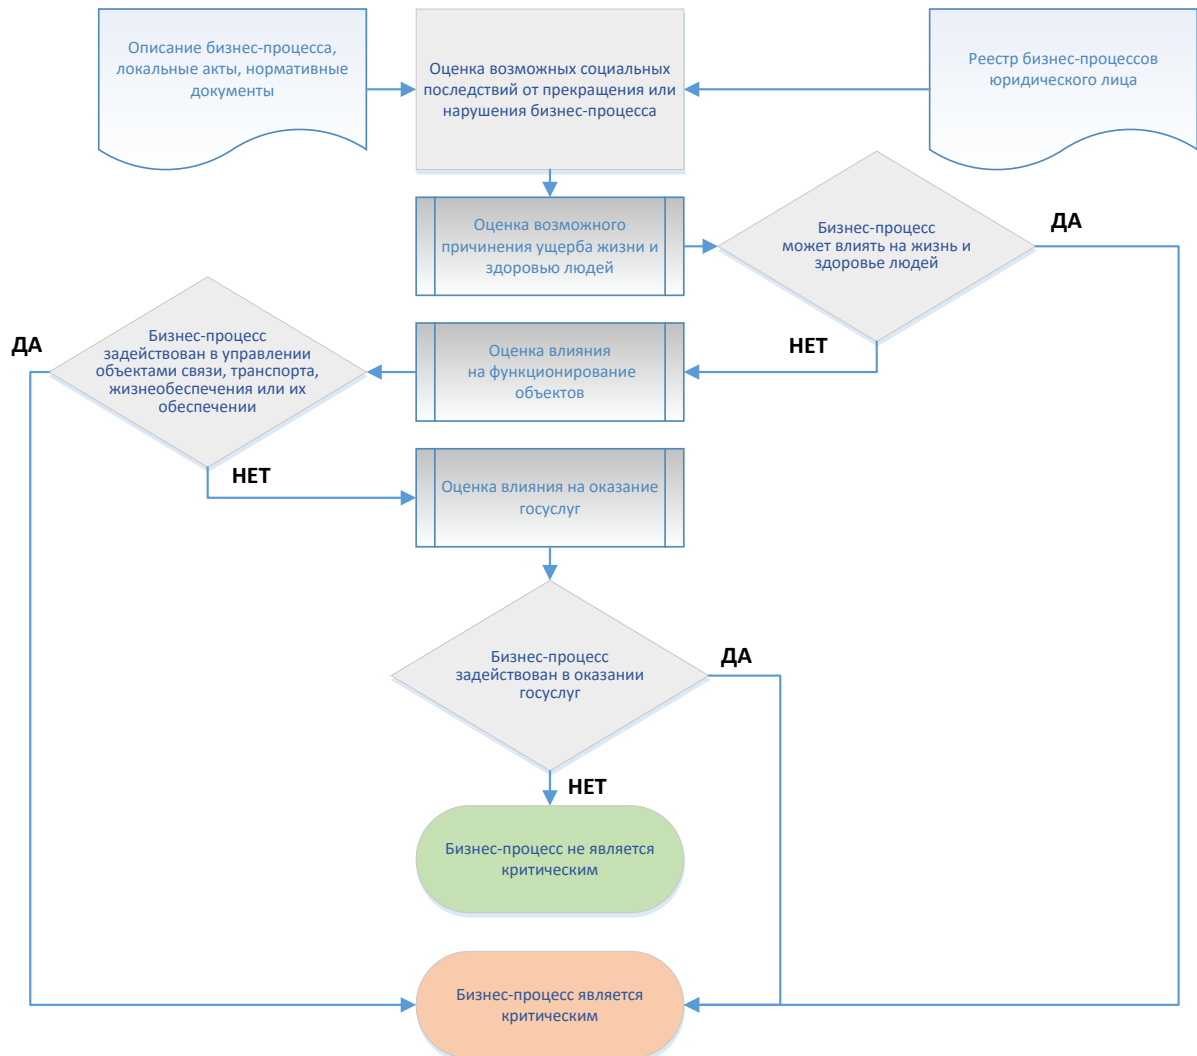 Описание бизнес-процесса,
локальные акты, нормативные
документы
Оценка возможных социальных
последствий от прекращения или
нарушения бизнес-процесса
Реестр бизнес-процессов
юридического лица
Оценка возможного
причинения ущерба жизни и
здоровью людей
Бизнес-процесс
может влиять на жизнь и
здоровье людей
ДА
НЕТ
Оценка влияния
на функционирование
объектов
Бизнес-процесс
задействован в управлении
объектами связи, транспорта,
жизнеобеспечения или их
обеспечении
ДА
НЕТ
Оценка влияния на оказание
госуслуг
Бизнес-процесс
задействован в оказании
госуслуг
ДА
НЕТ
Бизнес-процесс не является
критическим
Бизнес-процесс является
критическим